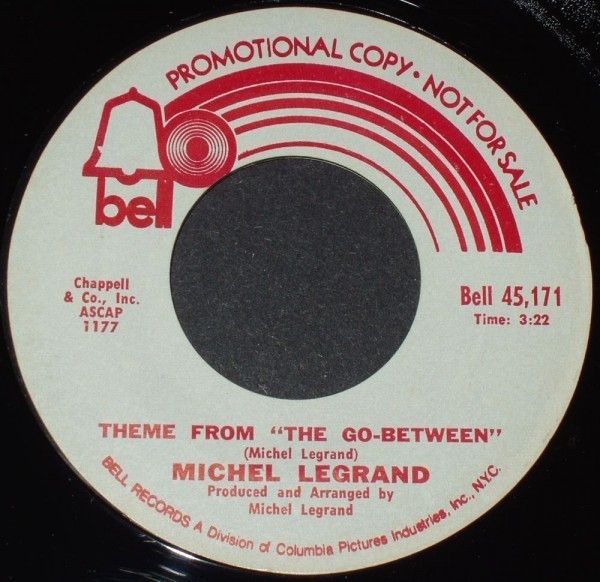 PROMOTIONAL COPY • NOT FOR SALE
bell
Chappell
& Co., Inc.
ASCAP
1177
Bell 45,171
Time: 3:22
THEME FROM "THE GO-BETWEEN"
(Michel Legrand)
MICHEL LEGRAND
Produced and Arranged by
Michel Legrand
BELL RECORDS A Division of Columbia Pictures Industries, Inc., N.Y.C.